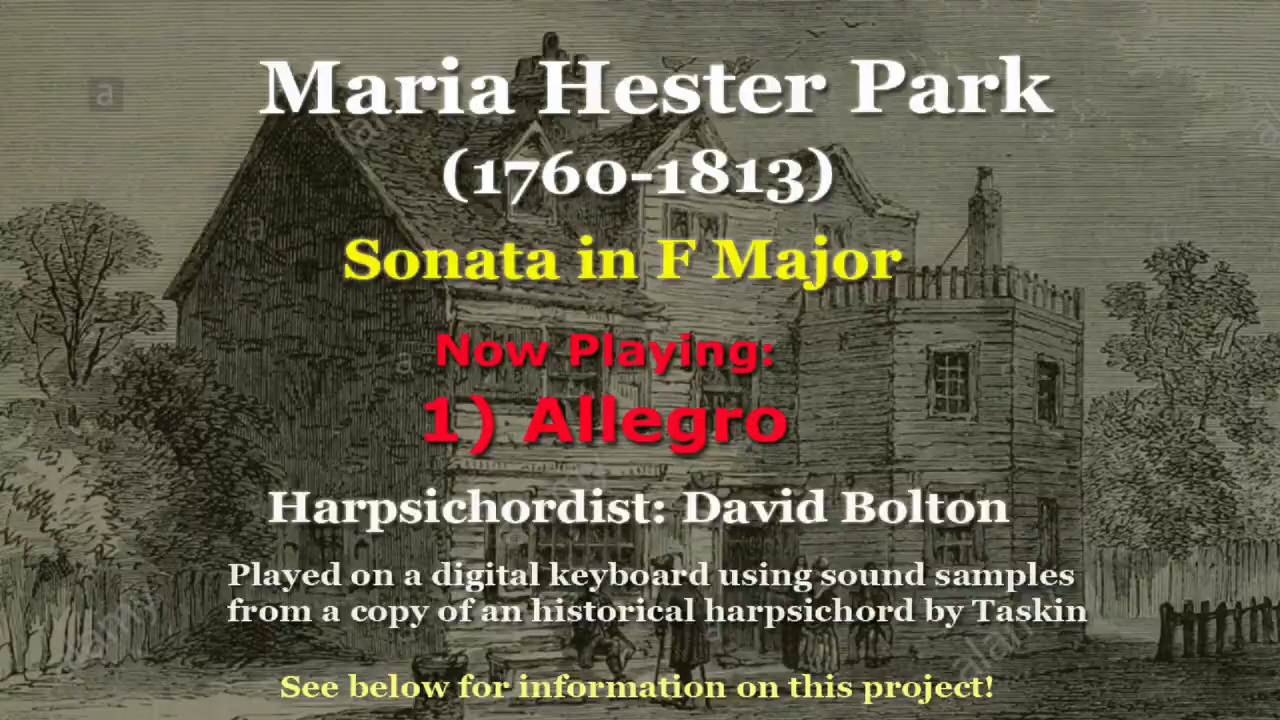 Maria Hester Park
(1760-1813)
Sonata in F Major
Now Playing:
1) Allegro
Harpsichordist: David Bolton
Played on a digital keyboard using sound samples
from a copy of an historical harpsichord by Taskin
See below for information on this project!